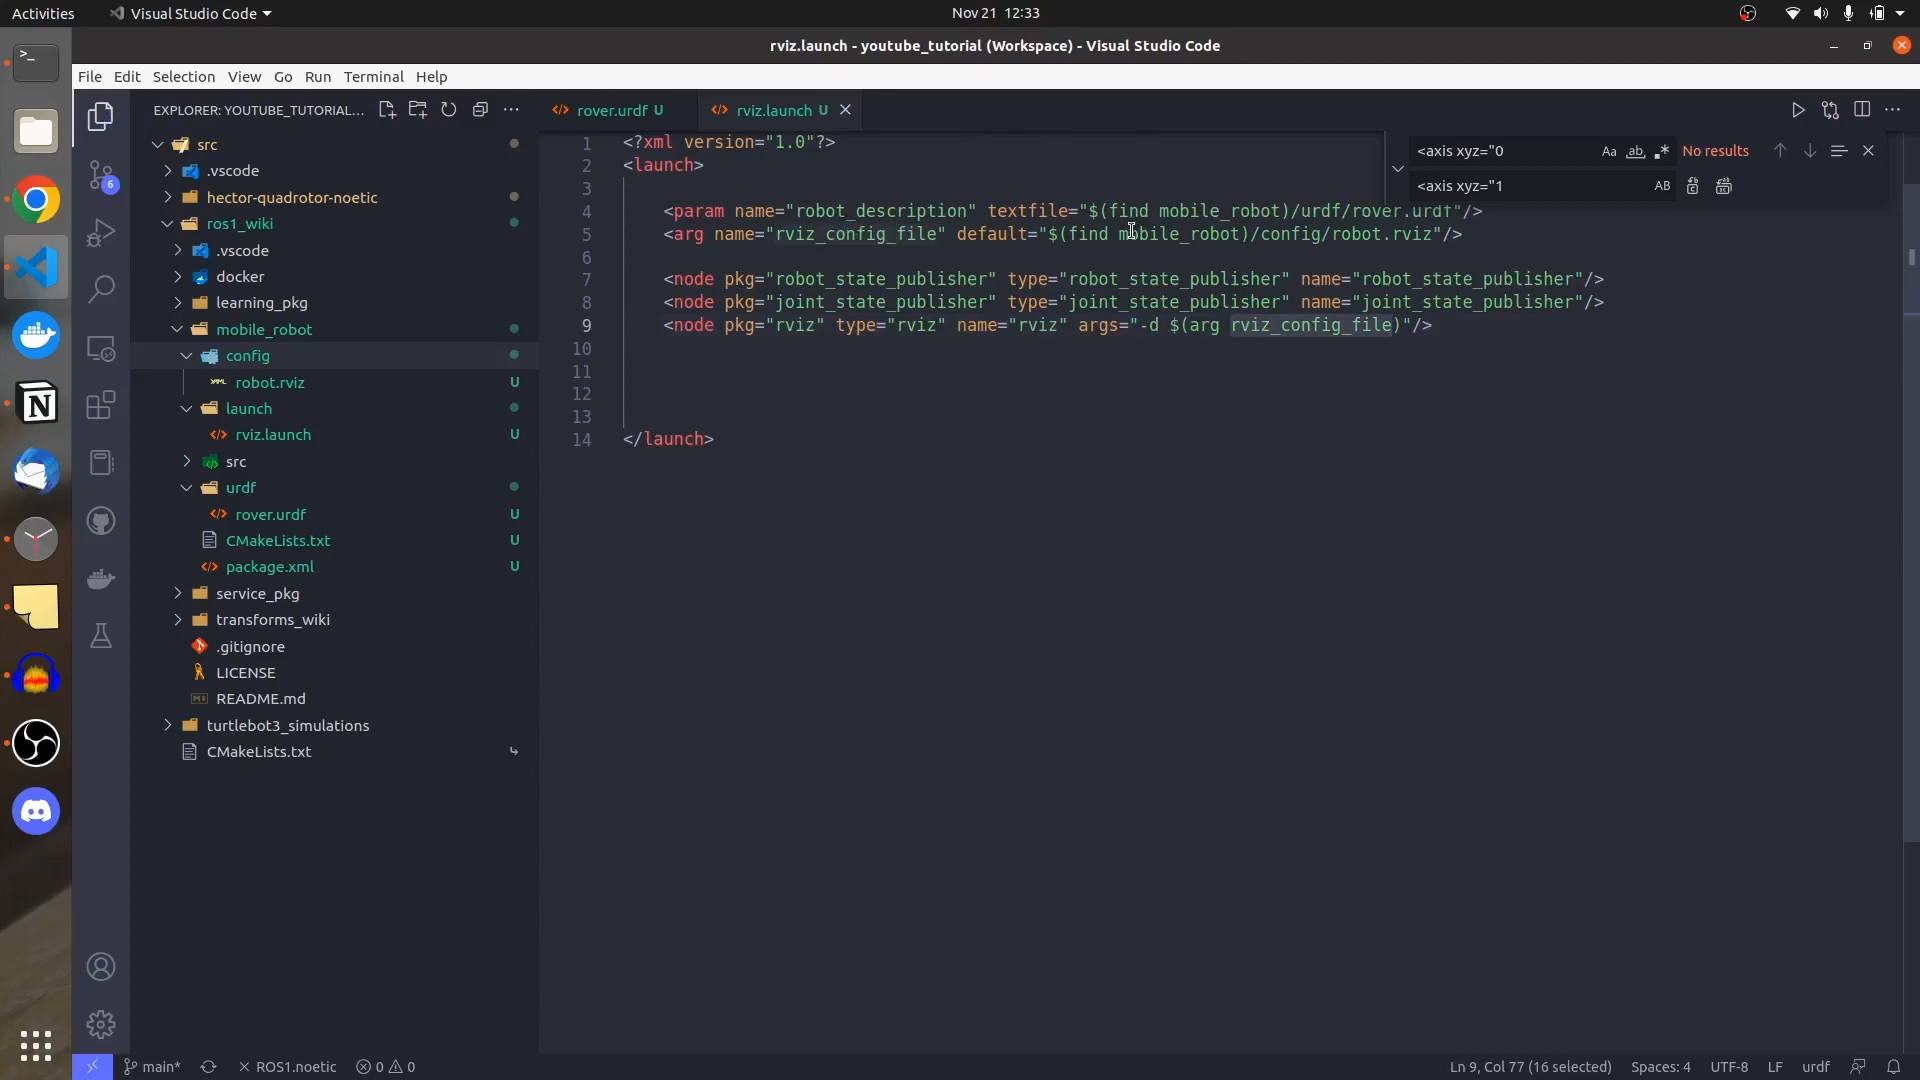 Activities
Visual Studio Code
Nov 21 12:33
rviz.launch - youtube_tutorial (Workspace) - Visual Studio Code
File Edit Selection View Go Run Terminal Help
EXPLORER: YOUTUBE_TUTORIAL...
rover.urdf U
rviz.launch U
src
.vscode
hector-quadrotor-noetic
ros1_wiki
.vscode
docker
learning_pkg
mobile_robot
config
robot.rviz U
launch
rviz.launch U
src
urdf
rover.urdf U
CMakeLists.txt U
package.xml U
service_pkg
transforms_wiki
.gitignore
LICENSE
README.md
turtlebot3_simulations
CMakeLists.txt
6
1 <?xml version="1.0"?>
2 <launch>
3
4 <param name="robot_description" textfile="$(find mobile_robot)/urdf/rover.urdf"/>
5 <arg name="rviz_config_file" default="$(find mobile_robot)/config/robot.rviz"/>
6
7 <node pkg="robot_state_publisher" type="robot_state_publisher" name="robot_state_publisher"/>
8 <node pkg="joint_state_publisher" type="joint_state_publisher" name="joint_state_publisher"/>
9 <node pkg="rviz" type="rviz" name="rviz" args="-d $(arg rviz_config_file)"/>
10
11
12
13
14 </launch>
<axis xyz="0 Aa ab .* No results
<axis xyz="1 AB
main* ROS1.noetic 0 0
Ln 9, Col 77 (16 selected) Spaces: 4 UTF-8 LF urdf